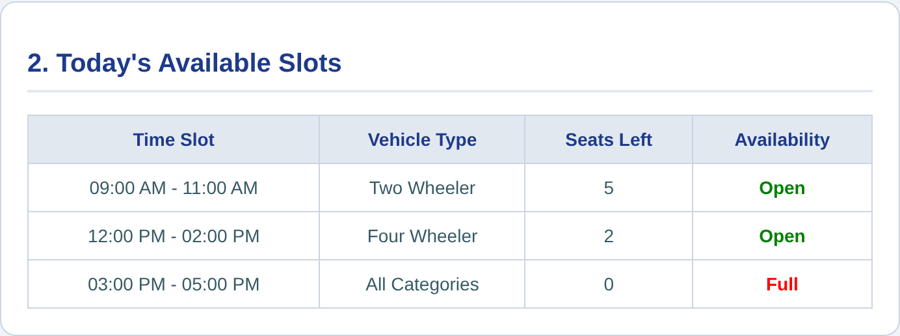 2. Today's Available Slots
Time Slot Vehicle Type Seats Left Availability
09:00 AM - 11:00 AM Two Wheeler 5 Open
12:00 PM - 02:00 PM Four Wheeler 2 Open
03:00 PM - 05:00 PM All Categories 0 Full